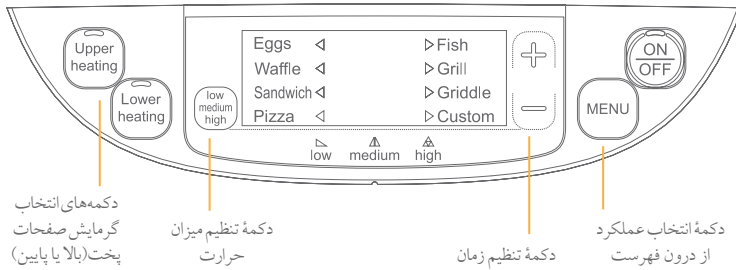 Upper
heating
Lower
heating
low
medium
high
Eggs
Waffle
Sandwich
Pizza
Fish
Grill
Griddle
Custom
low medium high
ON
OFF
MENU
دکمه‌های انتخاب
گرمایش صفحات
پخت(بالا یا پایین)
دکمهٔ تنظیم میزان
حرارت
دکمهٔ تنظیم زمان
دکمهٔ انتخاب عملکرد
از درون فهرست